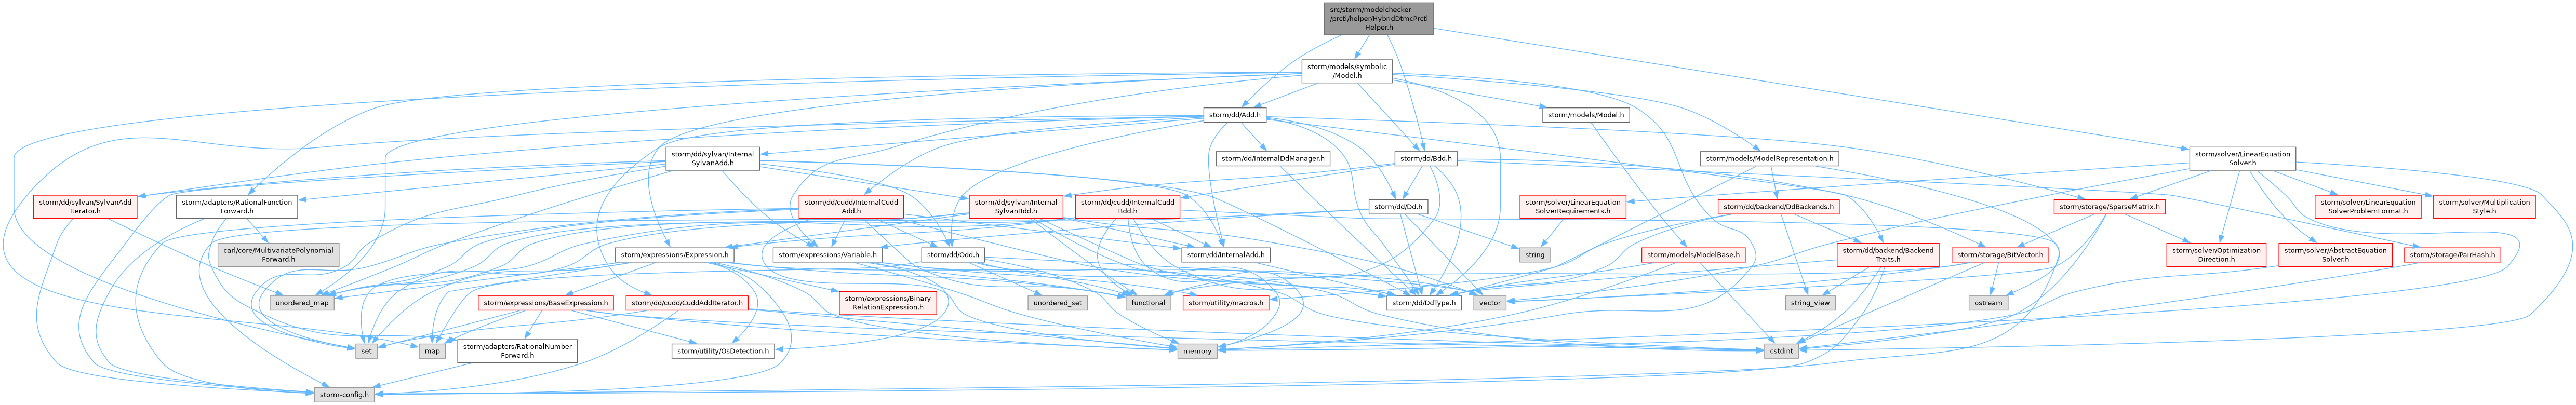 src/storm/modelchecker
/prctl/helper/HybridDtmcPrctl
Helper.h
storm/models/symbolic
/Model.h
storm/dd/Add.h
storm/models/Model.h
storm/dd/sylvan/Internal
SylvanAdd.h
storm/dd/InternalDdManager.h
storm/dd/Bdd.h
storm/models/ModelRepresentation.h
storm/solver/LinearEquation
Solver.h
storm/dd/sylvan/SylvanAdd
Iterator.h
storm/adapters/RationalFunction
Forward.h
storm/dd/cudd/InternalCudd
Add.h
storm/dd/sylvan/Internal
SylvanBdd.h
storm/dd/cudd/InternalCudd
Bdd.h
storm/dd/Dd.h
storm/solver/LinearEquation
SolverRequirements.h
storm/dd/backend/DdBackends.h
storm/storage/SparseMatrix.h
storm/solver/LinearEquation
SolverProblemFormat.h
storm/solver/Multiplication
Style.h
carl/core/MultivariatePolynomial
Forward.h
storm/expressions/Expression.h
storm/expressions/Variable.h
storm/dd/Odd.h
storm/dd/InternalAdd.h
string
storm/models/ModelBase.h
storm/dd/backend/Backend
Traits.h
storm/storage/BitVector.h
storm/solver/Optimization
Direction.h
storm/solver/AbstractEquation
Solver.h
storm/storage/PairHash.h
unordered_map
storm/expressions/BaseExpression.h
storm/dd/cudd/CuddAddIterator.h
storm/expressions/Binary
RelationExpression.h
unordered_set
functional
storm/utility/macros.h
storm/dd/DdType.h
vector
string_view
ostream
set
map
storm/adapters/RationalNumber
Forward.h
storm/utility/OsDetection.h
memory
cstdint
storm-config.h